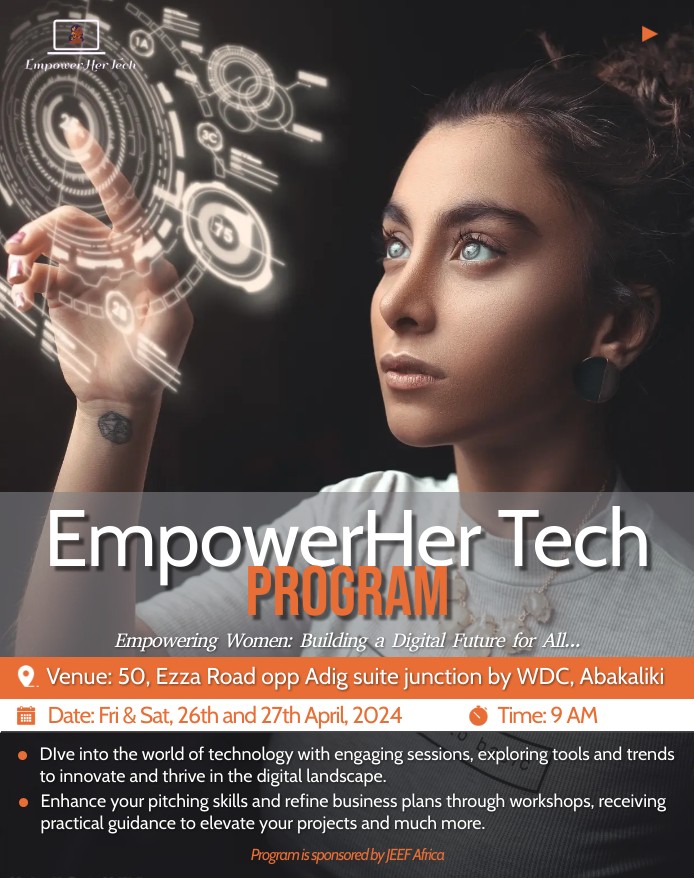 EmpowerHer Tech
1A
3C
75
EmpowerHer Tech
PROGRAM
Empowering Women: Building a Digital Future for All...
Venue: 50, Ezza Road opp Adig suite junction by WDC, Abakaliki
Date: Fri & Sat, 26th and 27th April, 2024
Time: 9 AM
DIve into the world of technology with engaging sessions, exploring tools and trends
to innovate and thrive in the digital landscape.
Enhance your pitching skills and refine business plans through workshops, receiving
practical guidance to elevate your projects and much more.
Program is sponsored by JEEF Africa